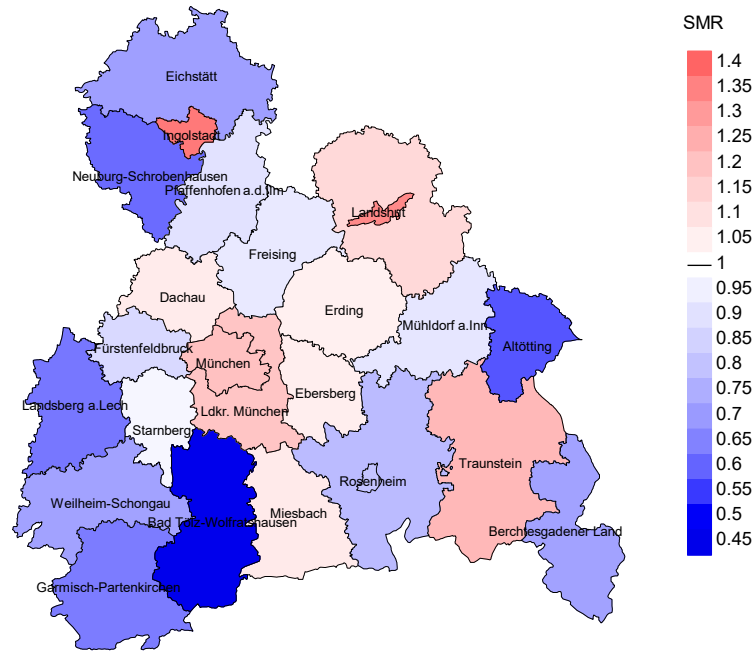 SMR
1.4
1.35
1.3
1.25
1.2
1.15
1.1
1.05
1
0.95
0.9
0.85
0.8
0.75
0.7
0.65
0.6
0.55
0.5
0.45
Eichstätt
Ingolstadt
Neuburg-Schrobenhausen
Pfaffenhofen a.d.Ilm
Landshut
Freising
Dachau
Erding
Mühldorf a.Inn
Altötting
Fürstenfeldbruck
München
Ebersberg
Landsberg a.Lech
Ldkr. München
Starnberg
Traunstein
Rosenheim
Weilheim-Schongau
Miesbach
Bad Tölz-Wolfratshausen
Berchtesgadener Land
Garmisch-Partenkirchen